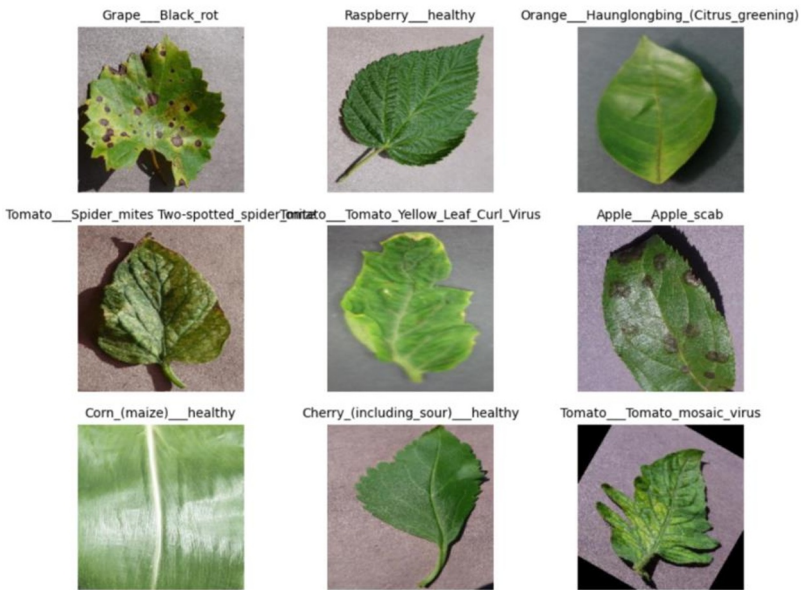 Grape___Black_rot
Raspberry___healthy
Orange___Haunglongbing_(Citrus_greening)
Tomato___Spider_mites Two-spotted_spider_mite
Tomato___Tomato_Yellow_Leaf_Curl_Virus
Apple___Apple_scab
Corn_(maize)___healthy
Cherry_(including_sour)___healthy
Tomato___Tomato_mosaic_virus